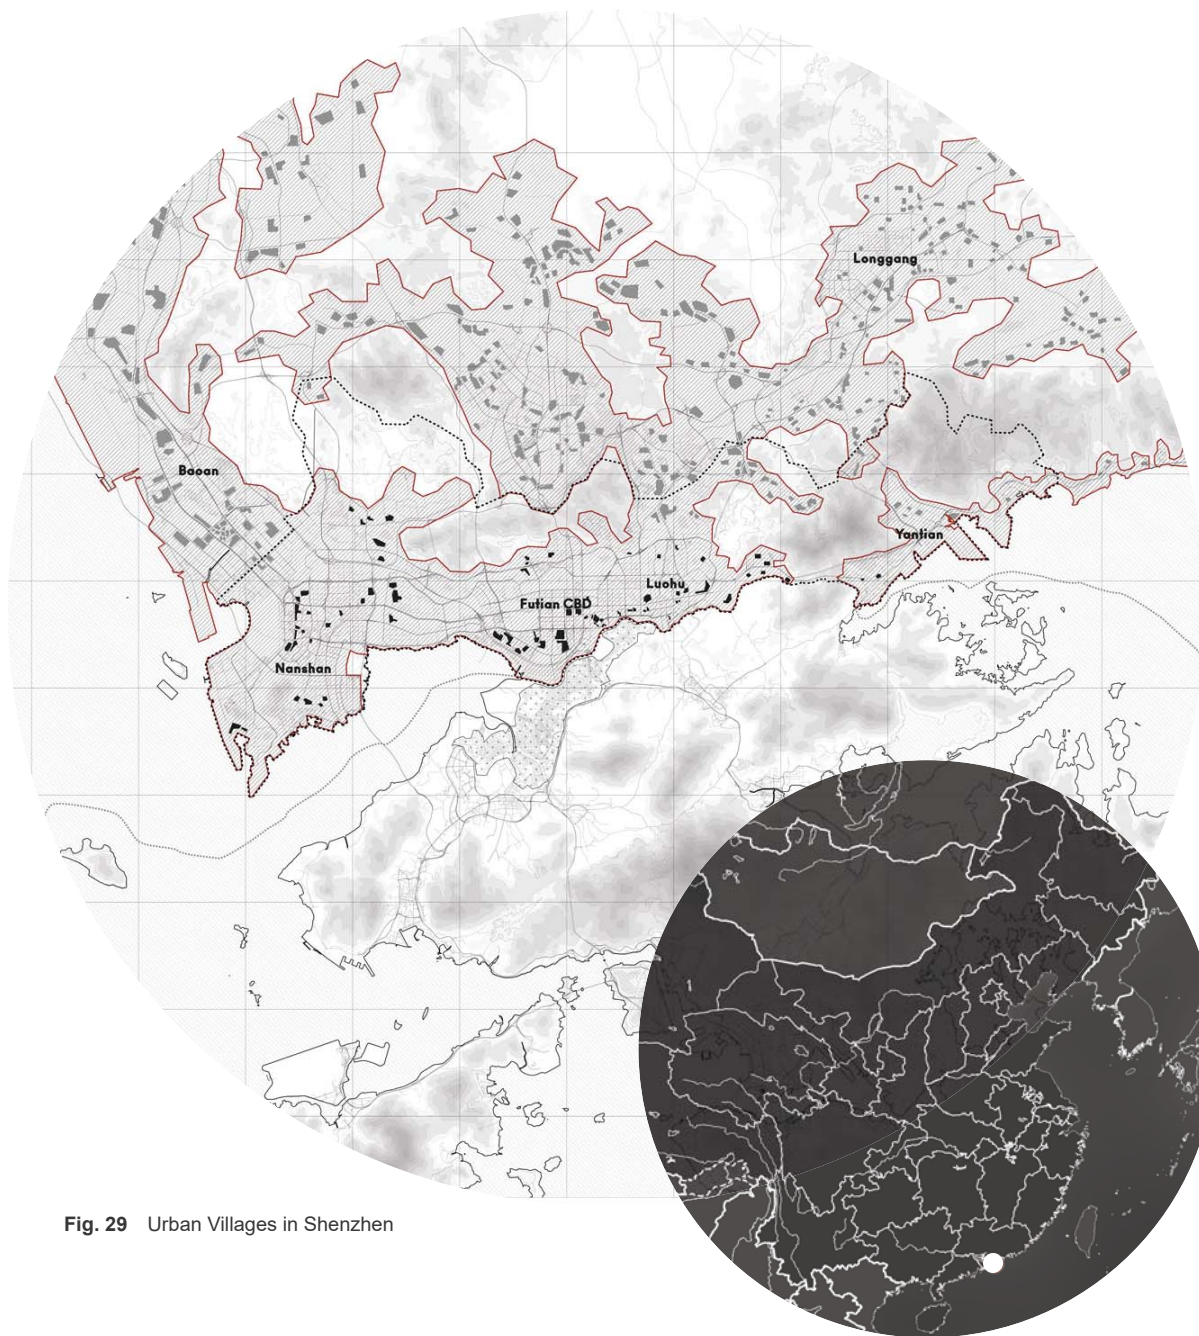 Longgang
Baoan
Yantian
Luohu
Futian CBD
Nanshan
Fig. 29 Urban Villages in Shenzhen